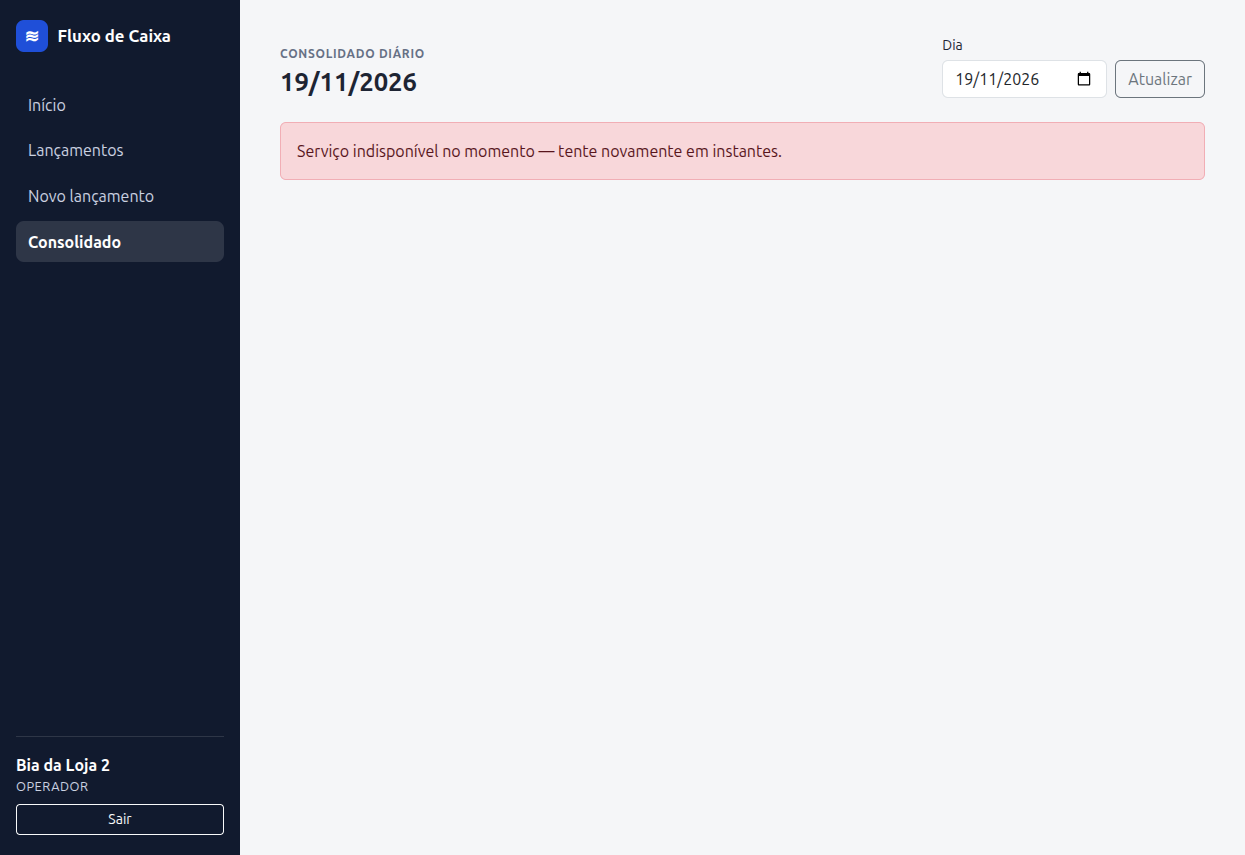 Fluxo de Caixa
Início
Lançamentos
Novo lançamento
Consolidado
Bia da Loja 2
OPERADOR
Sair
CONSOLIDADO DIÁRIO
19/11/2026
Dia
19/11/2026
Atualizar
Serviço indisponível no momento — tente novamente em instantes.